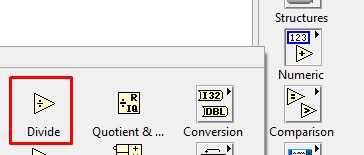 Structures
123
Numeric
R
IQ
I32
DBL
Divide
Quotient & ...
Conversion
Comparison